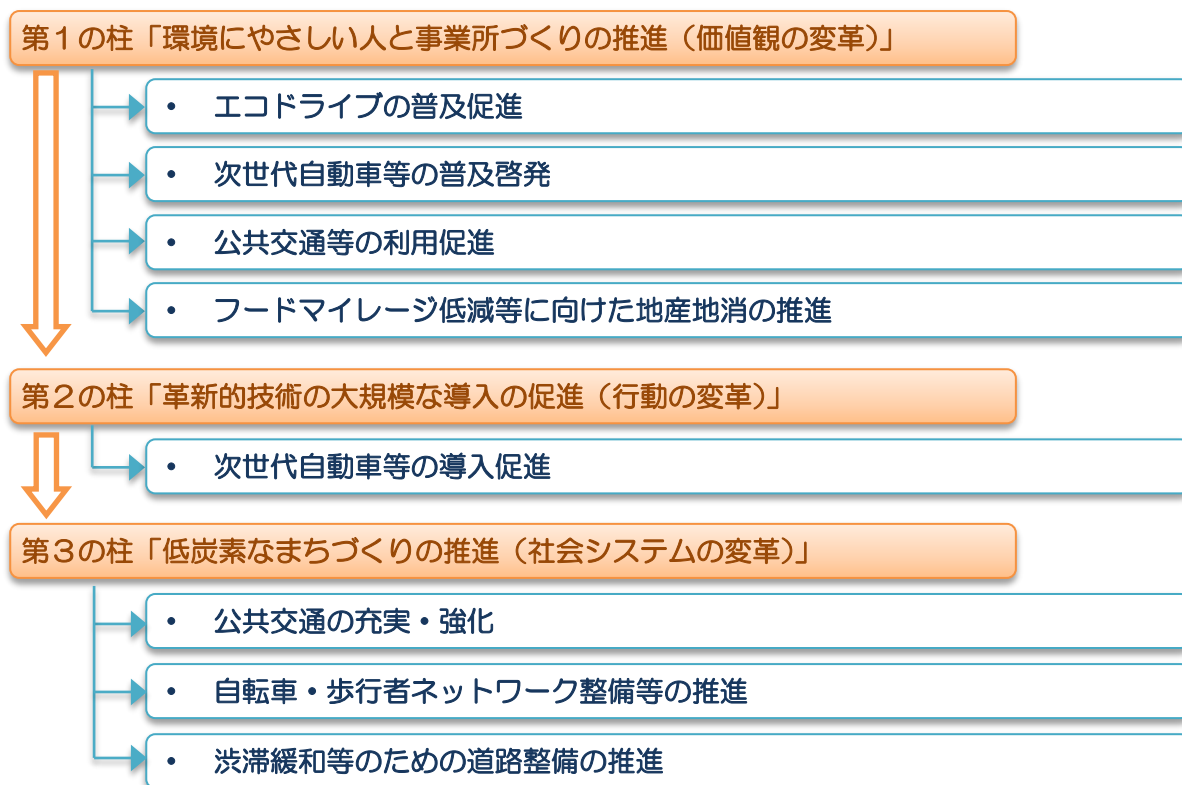 第１の柱「環境にやさしい人と事業所づくりの推進（価値観の変革）」
• エコドライブの普及促進
• 次世代自動車等の普及啓発
• 公共交通等の利用促進
• フードマイレージ低減等に向けた地産地消の推進
第２の柱「革新的技術の大規模な導入の促進（行動の変革）」
• 次世代自動車等の導入促進
第３の柱「低炭素なまちづくりの推進（社会システムの変革）」
• 公共交通の充実・強化
• 自転車・歩行者ネットワーク整備等の推進
• 渋滞緩和等のための道路整備の推進